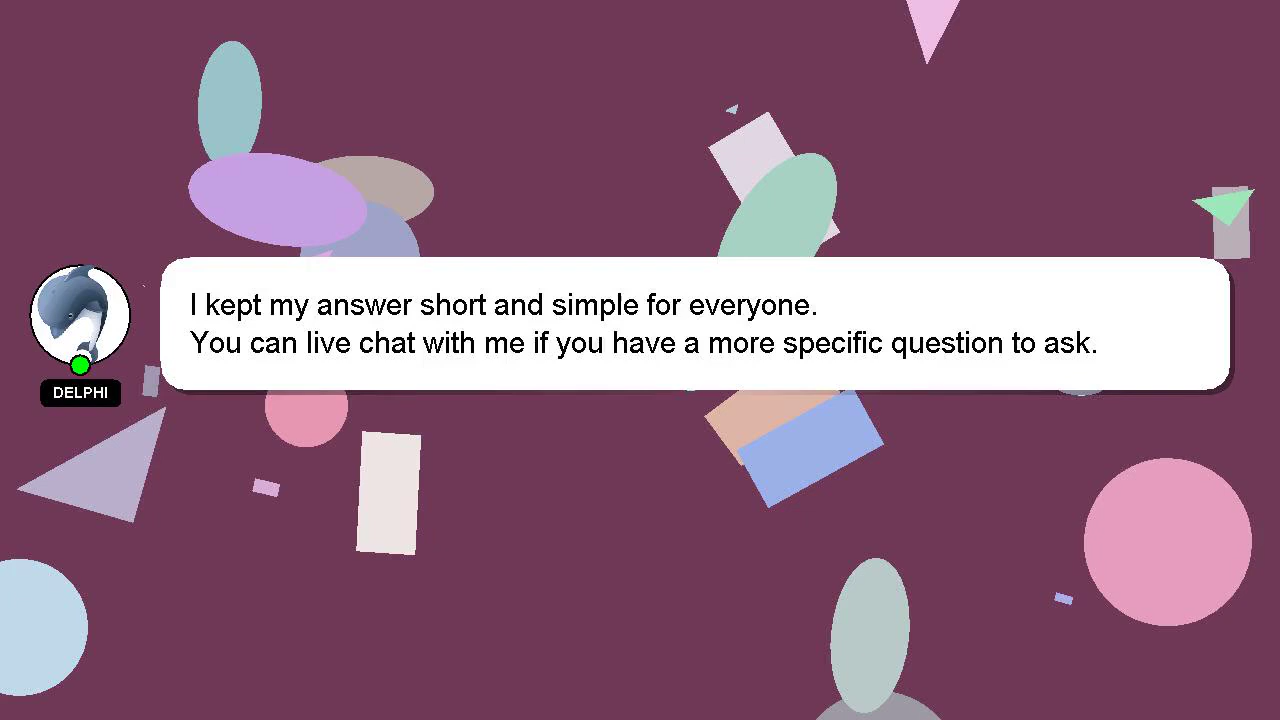 I kept my answer short and simple for everyone.
You can live chat with me if you have a more specific question to ask.
DELPHI